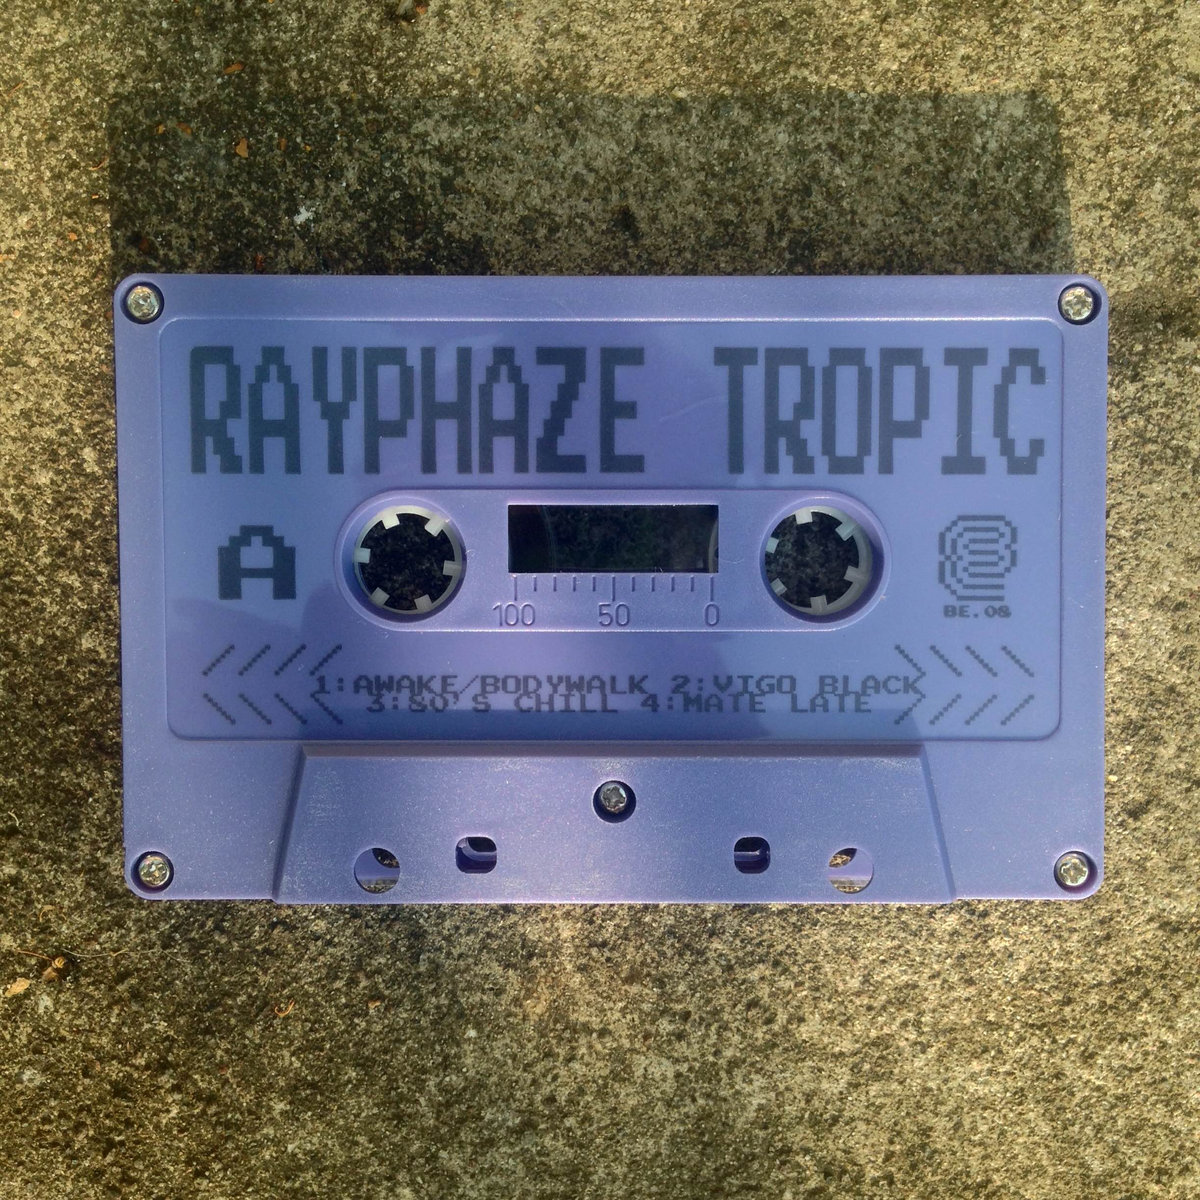 RAYPHAZE TROPIC
A
BE.08
100 50 0
1:AWAKE/BODYWALK 2:VIGO BLACK
3:80'S CHILL 4:MATE LATE